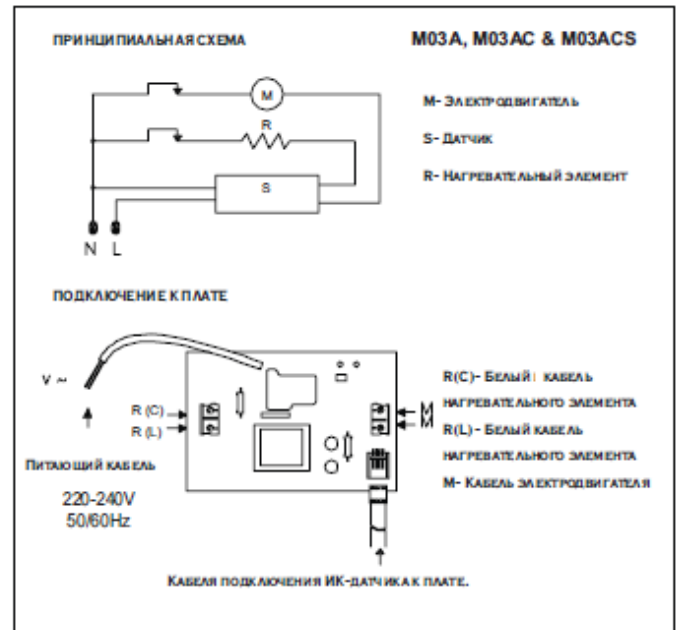 ПРИНЦИПИАЛЬНАЯ СХЕМА
M03A, M03AC & M03ACS
M
R
S
N L
М- ЭЛЕКТРОДВИГАТЕЛЬ
S- ДАТЧИК
R- НАГРЕВАТЕЛЬНЫЙ ЭЛЕМЕНТ
ПОДКЛЮЧЕНИЕ К ПЛАТЕ
V ~
R (C)
R (L)
M
M
ПИТАЮЩИЙ КАБЕЛЬ
220-240V
50/60Hz
R(C)- БЕЛЫЙ КАБЕЛЬ
НАГРЕВАТЕЛЬНОГО ЭЛЕМЕНТА
R(L) - БЕЛЫЙ КАБЕЛЬ
НАГРЕВАТЕЛЬНОГО ЭЛЕМЕНТА
М- КАБЕЛЬ ЭЛЕКТРОДВИГАТЕЛЯ
КАБЕЛЯ ПОДКЛЮЧЕНИЯ ИК-ДАТЧИКА К ПЛАТЕ.